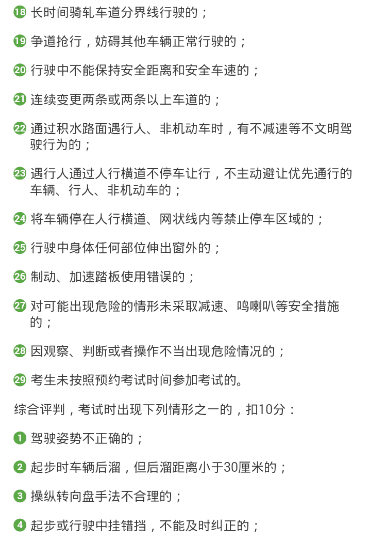 18 长时间骑轧车道分界线行驶的；
19 争道抢行，妨碍其他车辆正常行驶的；
20 行驶中不能保持安全距离和安全车速的；
21 连续变更两条或两条以上车道的；
22 通过积水路面遇行人、非机动车时，有不减速等不文明驾
驶行为的；
23 遇行人通过人行横道不停车让行，不主动避让优先通行的
车辆、行人、非机动车的；
24 将车辆停在人行横道、网状线内等禁止停车区域的；
25 行驶中身体任何部位伸出窗外的；
26 制动、加速踏板使用错误的；
27 对可能出现危险的情形未采取减速、鸣喇叭等安全措施
的；
28 因观察、判断或者操作不当出现危险情况的；
29 考生未按照预约考试时间参加考试的。
综合评判，考试时出现下列情形之一的，扣10分：
1 驾驶姿势不正确的；
2 起步时车辆后溜，但后溜距离小于30厘米的；
3 操纵转向盘手法不合理的；
4 起步或行驶中挂错挡，不能及时纠正的；